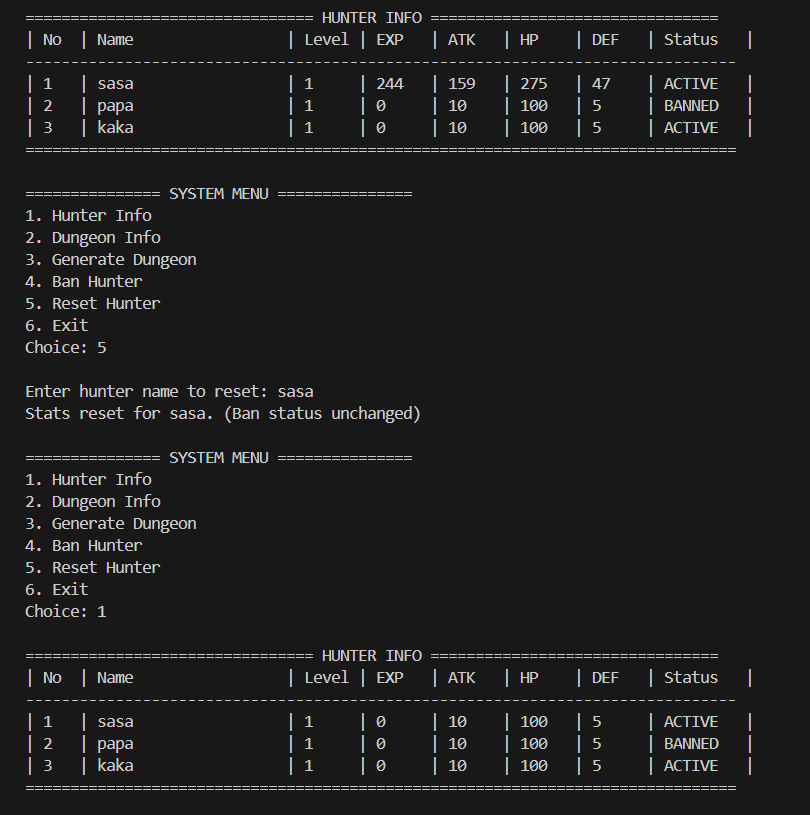 ================================ HUNTER INFO ================================
| No  | Name                 | Level | EXP   | ATK   | HP    | DEF   | Status   |
-------------------------------------------------------------------------------
| 1   | sasa                 | 1     | 244   | 159   | 275   | 47    | ACTIVE   |
| 2   | papa                 | 1     | 0     | 10    | 100   | 5     | BANNED   |
| 3   | kaka                 | 1     | 0     | 10    | 100   | 5     | ACTIVE   |
===============================================================================

=============== SYSTEM MENU ===============
1. Hunter Info
2. Dungeon Info
3. Generate Dungeon
4. Ban Hunter
5. Reset Hunter
6. Exit
Choice: 5

Enter hunter name to reset: sasa
Stats reset for sasa. (Ban status unchanged)

=============== SYSTEM MENU ===============
1. Hunter Info
2. Dungeon Info
3. Generate Dungeon
4. Ban Hunter
5. Reset Hunter
6. Exit
Choice: 1

================================ HUNTER INFO ================================
| No  | Name                 | Level | EXP   | ATK   | HP    | DEF   | Status   |
-------------------------------------------------------------------------------
| 1   | sasa                 | 1     | 0     | 10    | 100   | 5     | ACTIVE   |
| 2   | papa                 | 1     | 0     | 10    | 100   | 5     | BANNED   |
| 3   | kaka                 | 1     | 0     | 10    | 100   | 5     | ACTIVE   |
===============================================================================